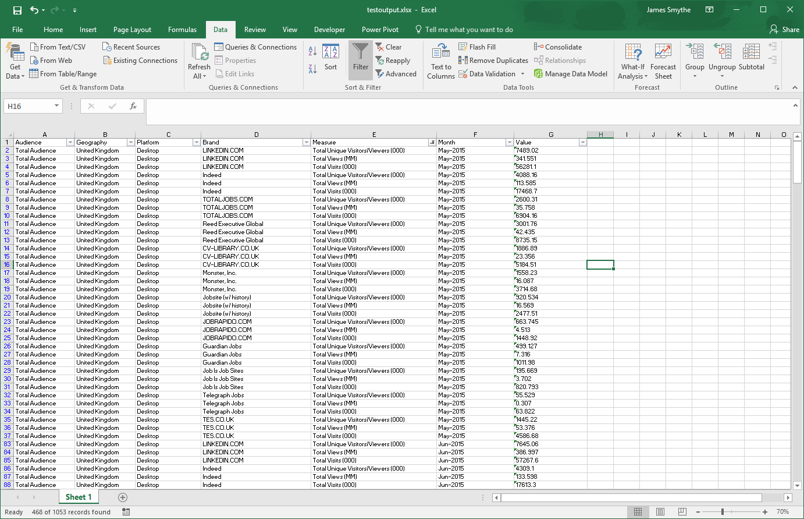 testoutput.xlsx - Excel
James Smythe
File Home Insert Page Layout Formulas Data Review View Developer Power Pivot Tell me what you want to do Share
Get Data
From Text/CSV
From Web
From Table/Range
Recent Sources
Existing Connections
Get & Transform Data
Refresh All
Queries & Connections
Properties
Edit Links
Queries & Connections
Sort
Filter
Clear
Reapply
Advanced
Sort & Filter
Text to Columns
Flash Fill
Remove Duplicates
Data Validation
Consolidate
Relationships
Manage Data Model
Data Tools
What-If Analysis
Forecast Sheet
Forecast
Group
Ungroup
Subtotal
Outline
H16 fx
A B C D E F G H I J K L M N O
1 Audience Geography Platform Brand Measure Month Value
2 Total Audience United Kingdom Desktop LINKEDIN.COM Total Unique Visitors/Viewers (000) May-2015 7489.02
3 Total Audience United Kingdom Desktop LINKEDIN.COM Total Views (MM) May-2015 341.551
4 Total Audience United Kingdom Desktop LINKEDIN.COM Total Visits (000) May-2015 56281.1
5 Total Audience United Kingdom Desktop Indeed Total Unique Visitors/Viewers (000) May-2015 4088.16
6 Total Audience United Kingdom Desktop Indeed Total Views (MM) May-2015 113.585
7 Total Audience United Kingdom Desktop Indeed Total Visits (000) May-2015 17468.7
8 Total Audience United Kingdom Desktop TOTALJOBS.COM Total Unique Visitors/Viewers (000) May-2015 2600.31
9 Total Audience United Kingdom Desktop TOTALJOBS.COM Total Views (MM) May-2015 35.758
10 Total Audience United Kingdom Desktop TOTALJOBS.COM Total Visits (000) May-2015 6904.16
11 Total Audience United Kingdom Desktop Reed Executive Global Total Unique Visitors/Viewers (000) May-2015 3001.76
12 Total Audience United Kingdom Desktop Reed Executive Global Total Views (MM) May-2015 42.435
13 Total Audience United Kingdom Desktop Reed Executive Global Total Visits (000) May-2015 8735.15
14 Total Audience United Kingdom Desktop CV-LIBRARY.CO.UK Total Unique Visitors/Viewers (000) May-2015 1886.89
15 Total Audience United Kingdom Desktop CV-LIBRARY.CO.UK Total Views (MM) May-2015 23.356
16 Total Audience United Kingdom Desktop CV-LIBRARY.CO.UK Total Visits (000) May-2015 5184.51
17 Total Audience United Kingdom Desktop Monster, Inc. Total Unique Visitors/Viewers (000) May-2015 1558.23
18 Total Audience United Kingdom Desktop Monster, Inc. Total Views (MM) May-2015 16.087
19 Total Audience United Kingdom Desktop Monster, Inc. Total Visits (000) May-2015 3714.68
20 Total Audience United Kingdom Desktop Jobsite (w/ history) Total Unique Visitors/Viewers (000) May-2015 920.534
21 Total Audience United Kingdom Desktop Jobsite (w/ history) Total Views (MM) May-2015 16.569
22 Total Audience United Kingdom Desktop Jobsite (w/ history) Total Visits (000) May-2015 2477.51
23 Total Audience United Kingdom Desktop JOBRAPIDO.COM Total Unique Visitors/Viewers (000) May-2015 663.745
24 Total Audience United Kingdom Desktop JOBRAPIDO.COM Total Views (MM) May-2015 4.513
25 Total Audience United Kingdom Desktop JOBRAPIDO.COM Total Visits (000) May-2015 1448.92
26 Total Audience United Kingdom Desktop Guardian Jobs Total Unique Visitors/Viewers (000) May-2015 499.127
27 Total Audience United Kingdom Desktop Guardian Jobs Total Views (MM) May-2015 7.316
28 Total Audience United Kingdom Desktop Guardian Jobs Total Visits (000) May-2015 1011.98
29 Total Audience United Kingdom Desktop Job Is Job Sites Total Unique Visitors/Viewers (000) May-2015 195.669
30 Total Audience United Kingdom Desktop Job Is Job Sites Total Views (MM) May-2015 3.702
31 Total Audience United Kingdom Desktop Job Is Job Sites Total Visits (000) May-2015 820.793
32 Total Audience United Kingdom Desktop Telegraph Jobs Total Unique Visitors/Viewers (000) May-2015 55.529
33 Total Audience United Kingdom Desktop Telegraph Jobs Total Views (MM) May-2015 0.307
34 Total Audience United Kingdom Desktop Telegraph Jobs Total Visits (000) May-2015 63.822
35 Total Audience United Kingdom Desktop TES.CO.UK Total Unique Visitors/Viewers (000) May-2015 1445.22
36 Total Audience United Kingdom Desktop TES.CO.UK Total Views (MM) May-2015 53.376
37 Total Audience United Kingdom Desktop TES.CO.UK Total Visits (000) May-2015 4586.68
83 Total Audience United Kingdom Desktop LINKEDIN.COM Total Unique Visitors/Viewers (000) Jun-2015 7645.06
84 Total Audience United Kingdom Desktop LINKEDIN.COM Total Views (MM) Jun-2015 386.997
85 Total Audience United Kingdom Desktop LINKEDIN.COM Total Visits (000) Jun-2015 57267.6
86 Total Audience United Kingdom Desktop Indeed Total Unique Visitors/Viewers (000) Jun-2015 4309.1
87 Total Audience United Kingdom Desktop Indeed Total Views (MM) Jun-2015 133.598
88 Total Audience United Kingdom Desktop Indeed Total Visits (000) Jun-2015 17613.3
Sheet 1
Ready 468 of 1053 records found 70%